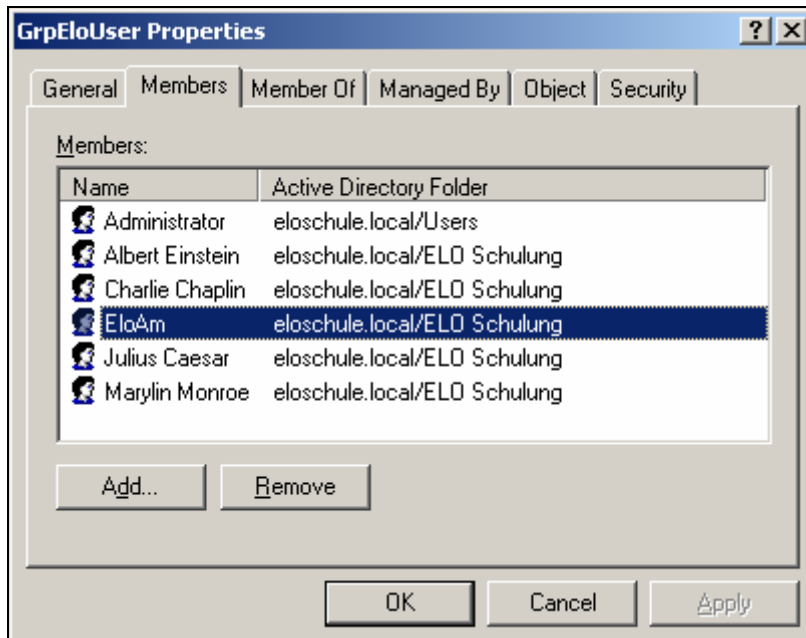 GrpEloUser Properties
General Members Member Of Managed By Object Security
Members:
Name Active Directory Folder
Administrator eloschule.local/Users
Albert Einstein eloschule.local/ELO Schulung
Charlie Chaplin eloschule.local/ELO Schulung
EloAm eloschule.local/ELO Schulung
Julius Caesar eloschule.local/ELO Schulung
Marylin Monroe eloschule.local/ELO Schulung
Add... Remove
OK Cancel Apply